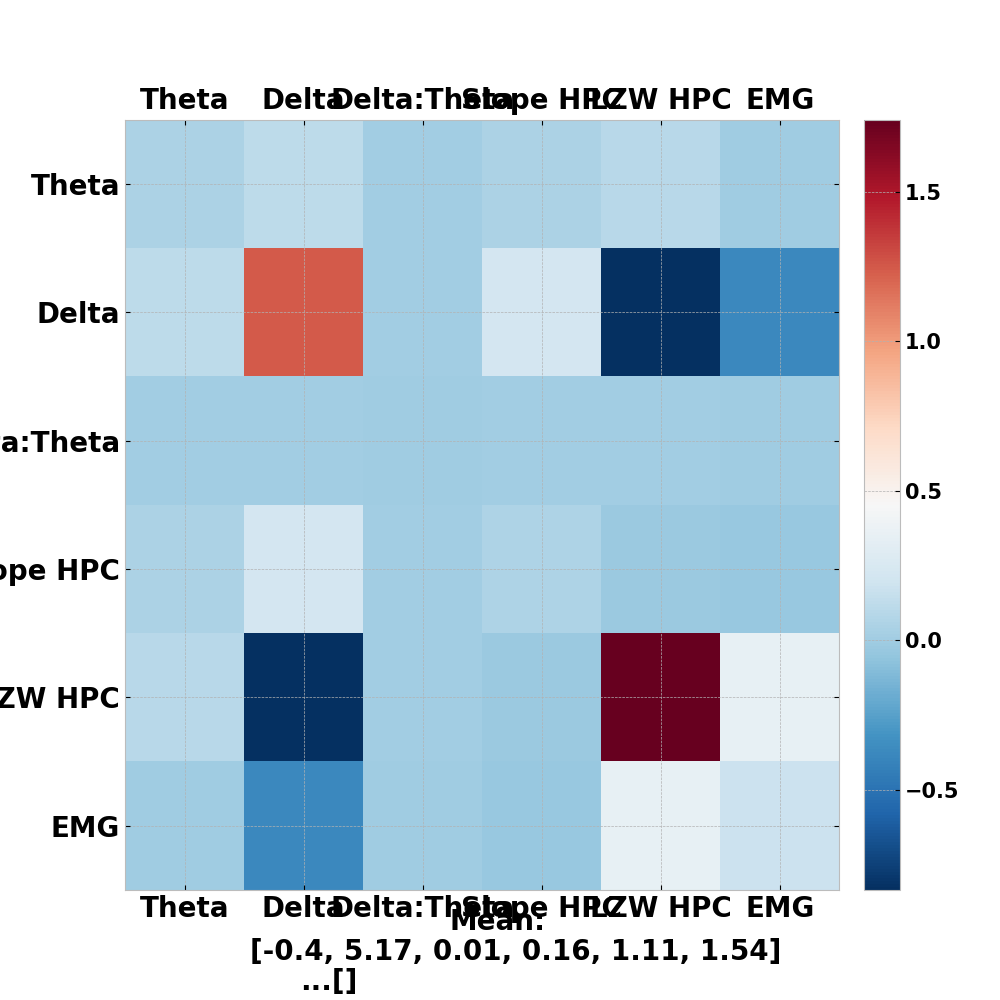 Theta Delta Delta:Theta Slope HPC LZW HPC EMG
Theta
1.5
Delta
1.0
a:Theta
0.5
ope HPC
0.0
ZW HPC
−0.5
EMG
Theta Delta Delta:Theta Slope HPC LZW HPC EMG
Mean:
[-0.4, 5.17, 0.01, 0.16, 1.11, 1.54]
...[]